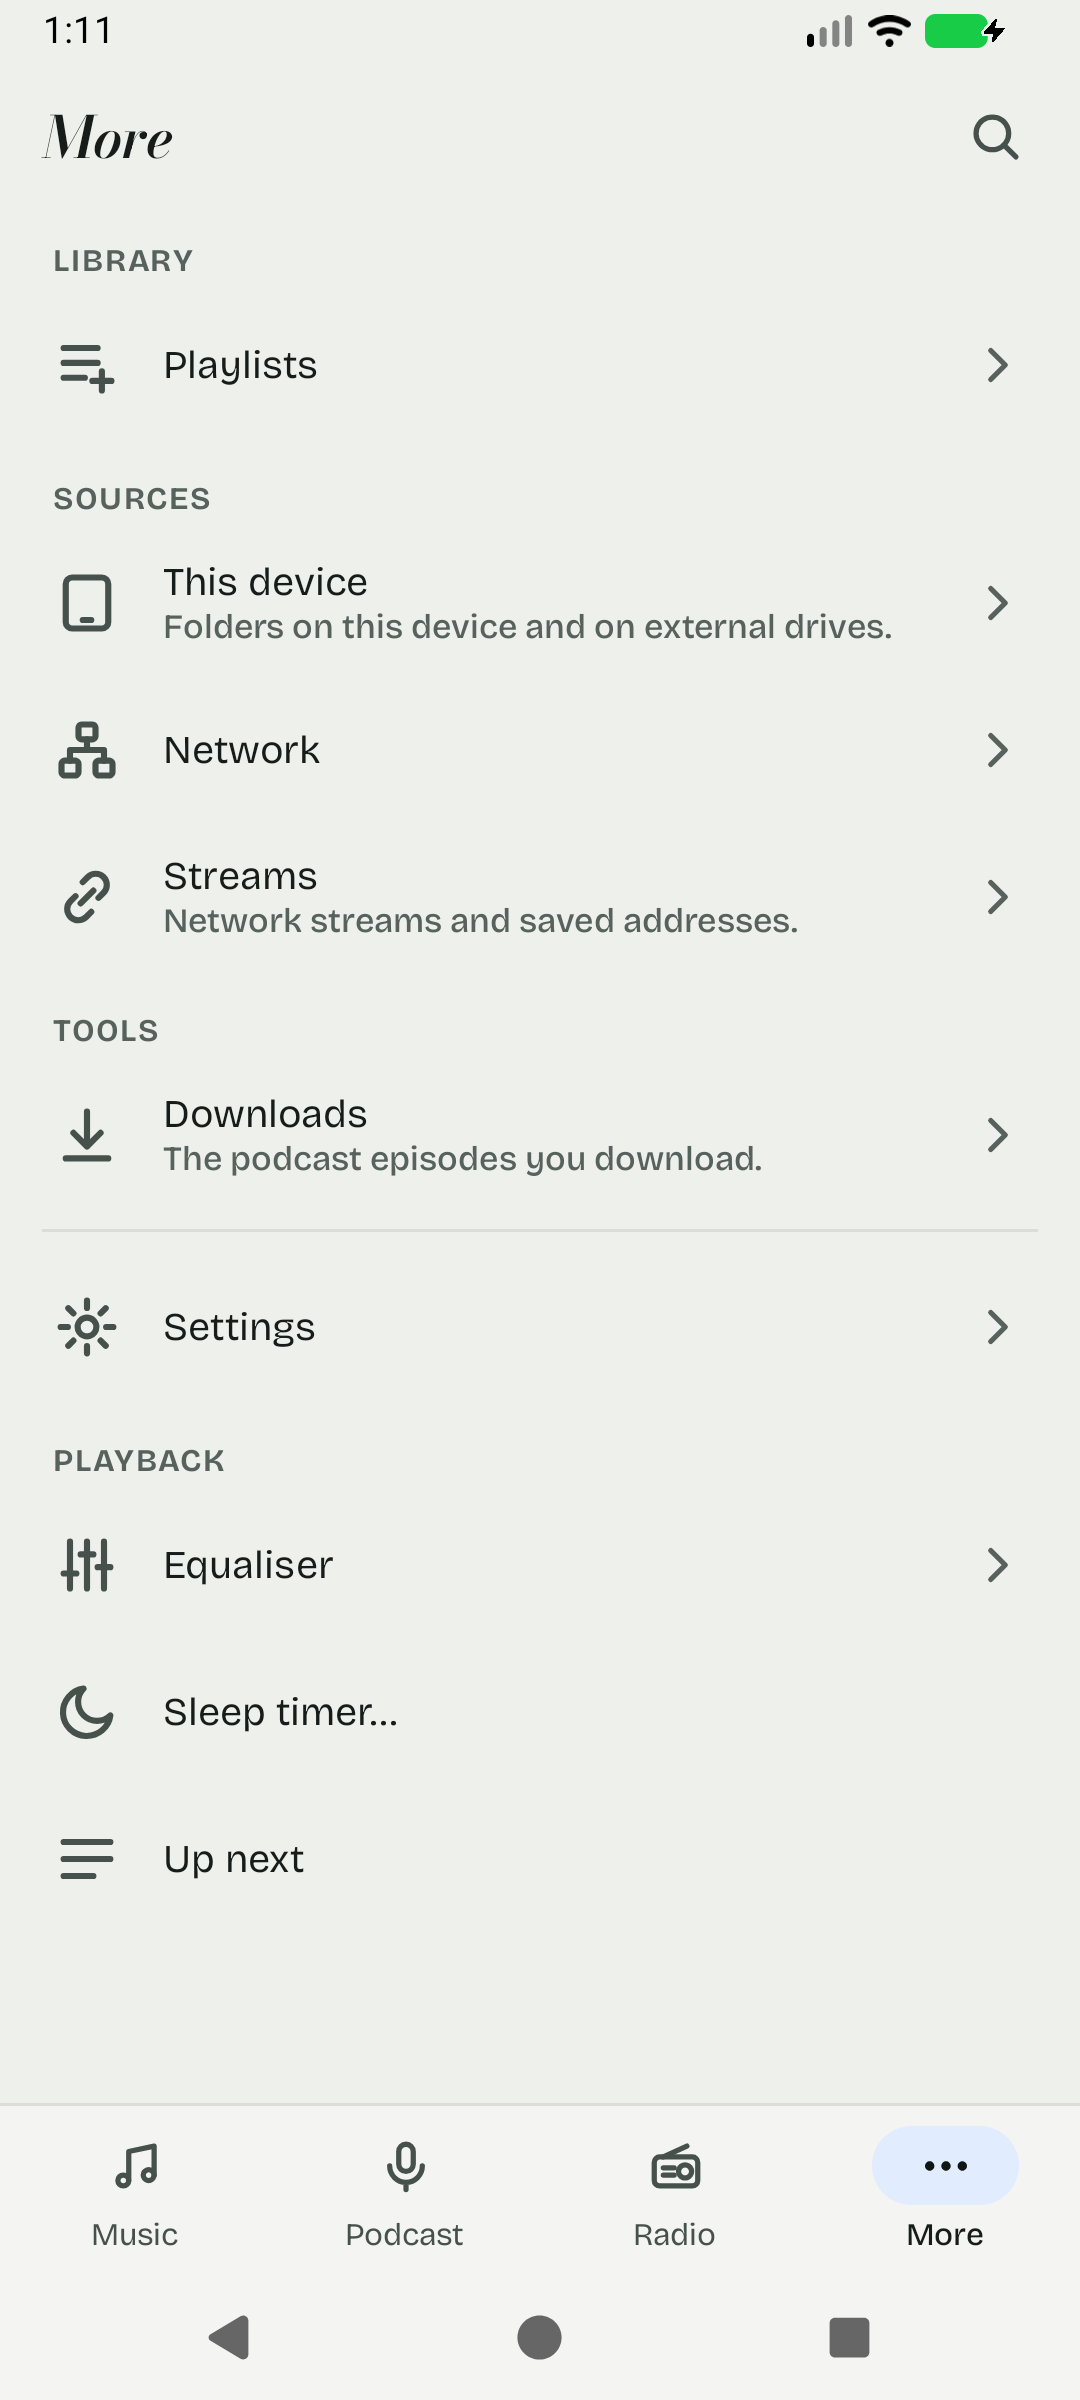 1:11
More
LIBRARY
Playlists
SOURCES
This device
Folders on this device and on external drives.
Network
Streams
Network streams and saved addresses.
TOOLS
Downloads
The podcast episodes you download.
Settings
PLAYBACK
Equaliser
Sleep timer...
Up next
Music
Podcast
Radio
More